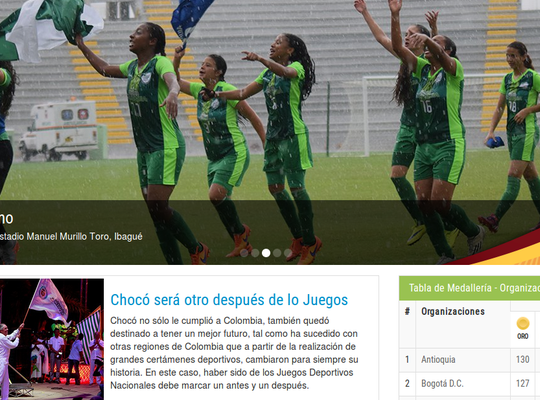 no
stadio Manuel Murillo Toro, Ibagué
16
28
Chocó será otro después de lo Juegos
Chocó no sólo le cumplió a Colombia, también quedó
destinado a tener un mejor futuro, tal como ha sucedido con
otras regiones de Colombia que a partir de la realización de
grandes certámenes deportivos, cambiaron para siempre su
historia. En este caso, haber sido de los Juegos Deportivos
Nacionales debe marcar un antes y un después.
Tabla de Medallería - Organizac
# Organizaciones
ORO
1 Antioquia 130
2 Bogotá D.C. 127